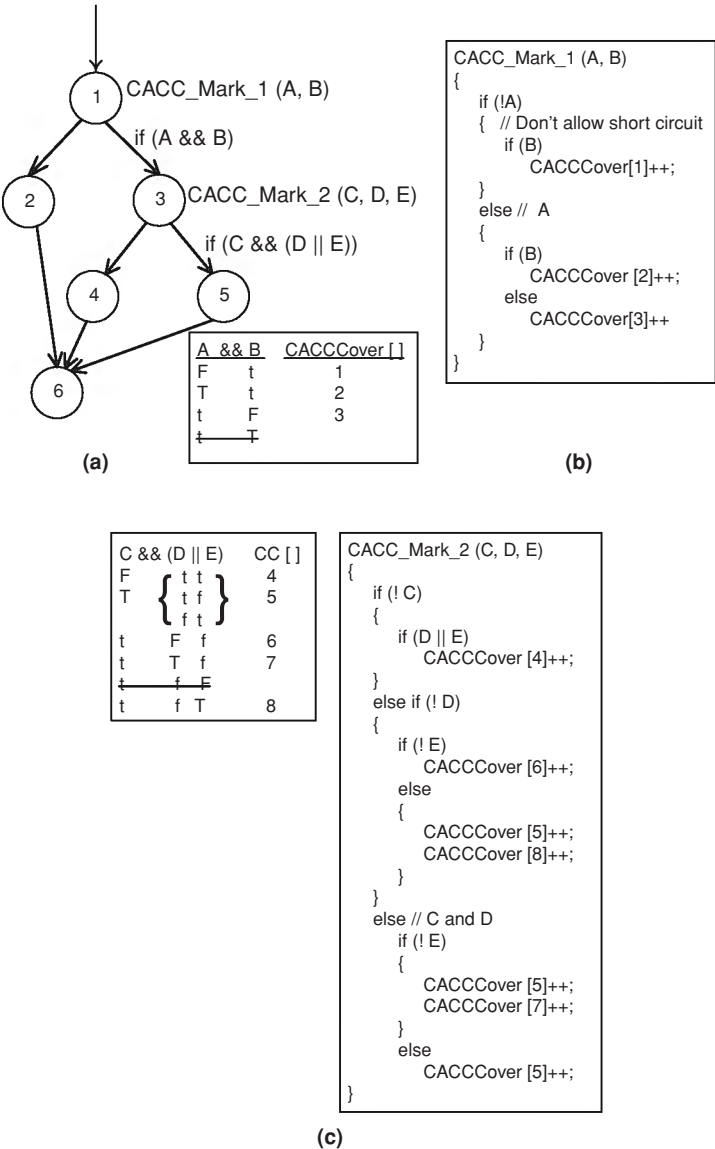 1
CACC_Mark_1 (A, B)
if (A && B)
2
3
CACC_Mark_2 (C, D, E)
if (C && (D || E))
4
5
6
A && B CACCCover [ ]
F t 1
T t 2
t F 3
t T
(a)
CACC_Mark_1 (A, B)
{
if (!A)
{ // Don't allow short circuit
if (B)
CACCCover[1]++;
}
else // A
{
if (B)
CACCCover [2]++;
else
CACCCover[3]++
}
}
(b)
C && (D || E) CC [ ]
F { t t } 4
T t f 5
f t
t F f 6
t T f 7
t f F
t f T 8
CACC_Mark_2 (C, D, E)
{
if (! C)
{
if (D || E)
CACCCover [4]++;
}
else if (! D)
{
if (! E)
CACCCover [6]++;
else
{
CACCCover [5]++;
CACCCover [8]++;
}
}
else // C and D
if (! E)
{
CACCCover [5]++;
CACCCover [7]++;
}
else
CACCCover [5]++;
}
(c)